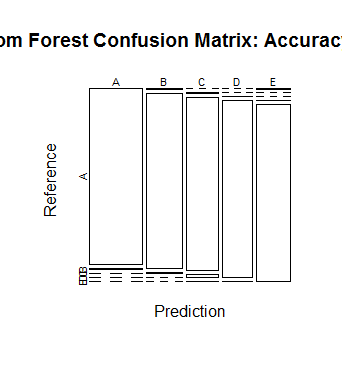 om Forest Confusion Matrix: Accurac
A B C D E
Reference
A
B
Prediction